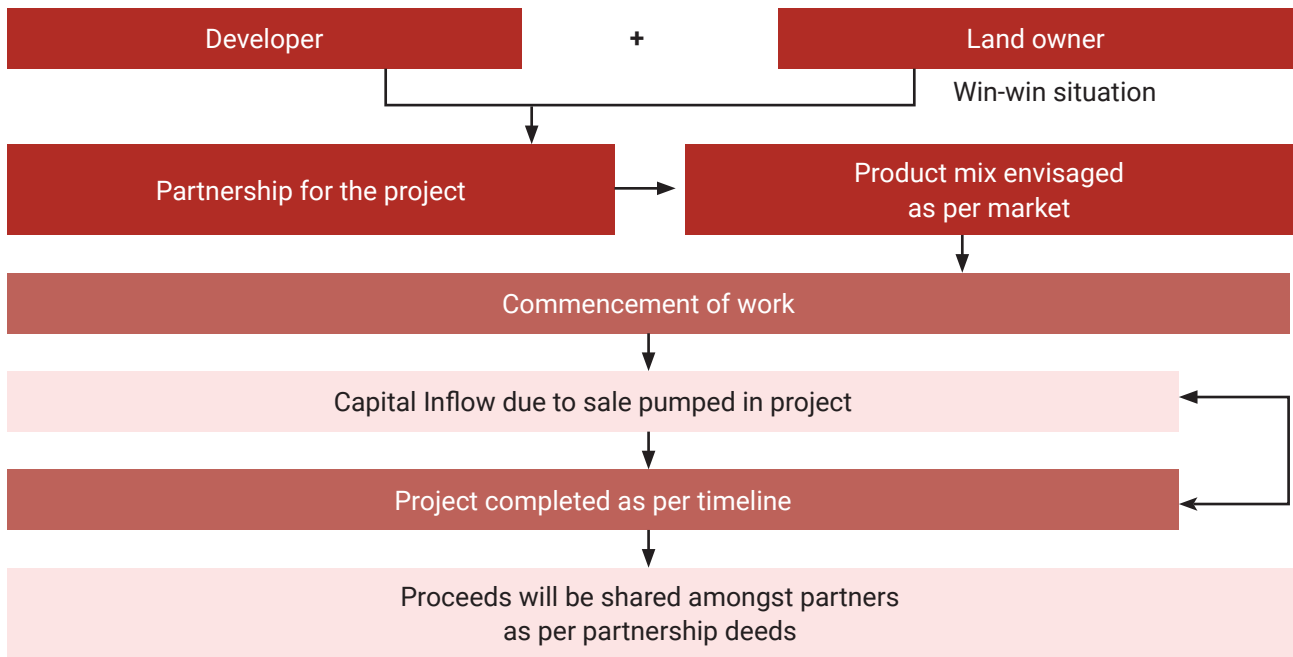 Developer
+
Land owner
Win-win situation
Partnership for the project
Product mix envisaged
as per market
Commencement of work
Capital Inflow due to sale pumped in project
Project completed as per timeline
Proceeds will be shared amongst partners
as per partnership deeds